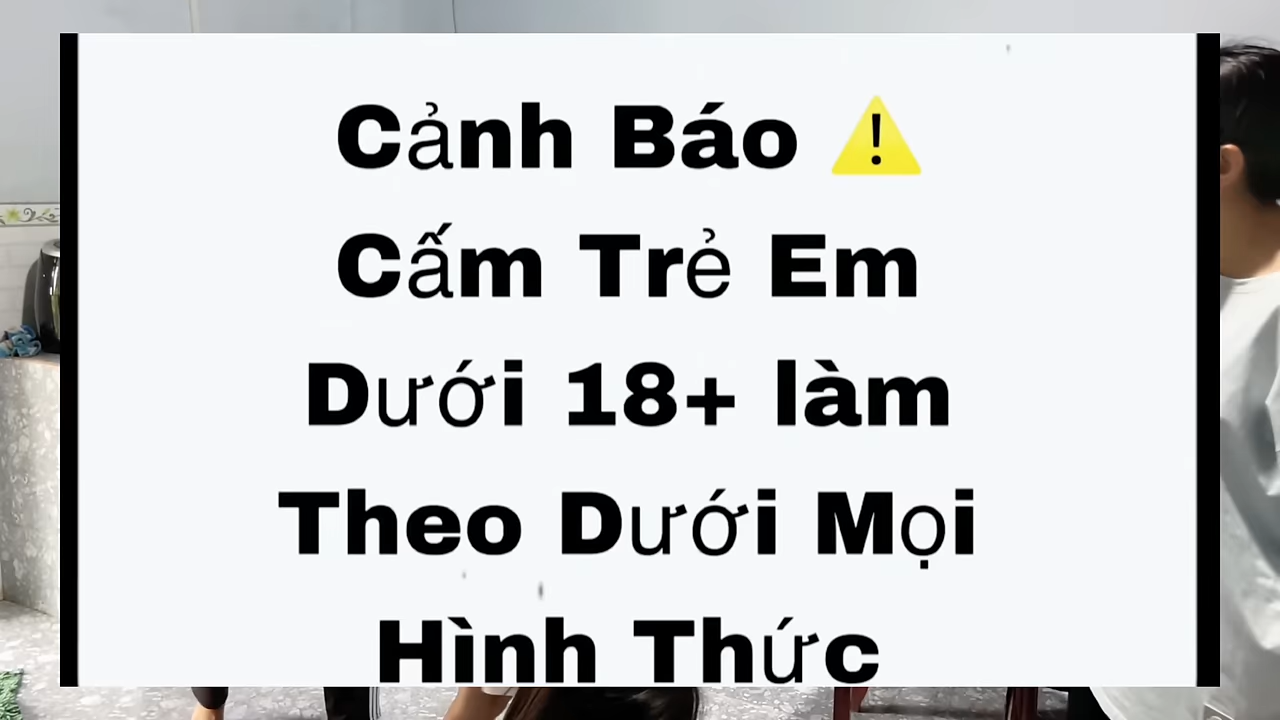 Cảnh Báo ⚠️
Cấm Trẻ Em
Dưới 18+ làm
Theo Dưới Mọi
Hình Thức